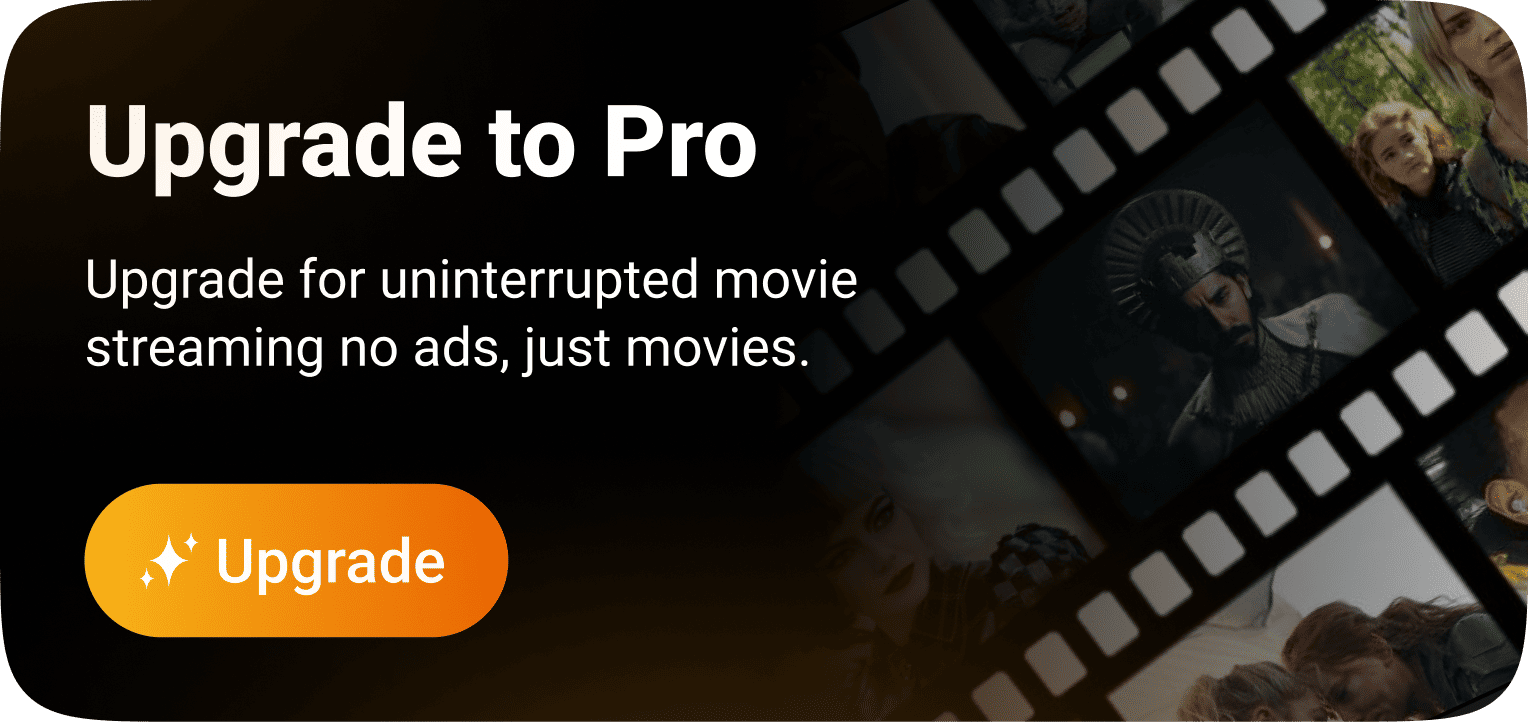 Upgrade to Pro
Upgrade for uninterrupted movie
streaming no ads, just movies.
Upgrade